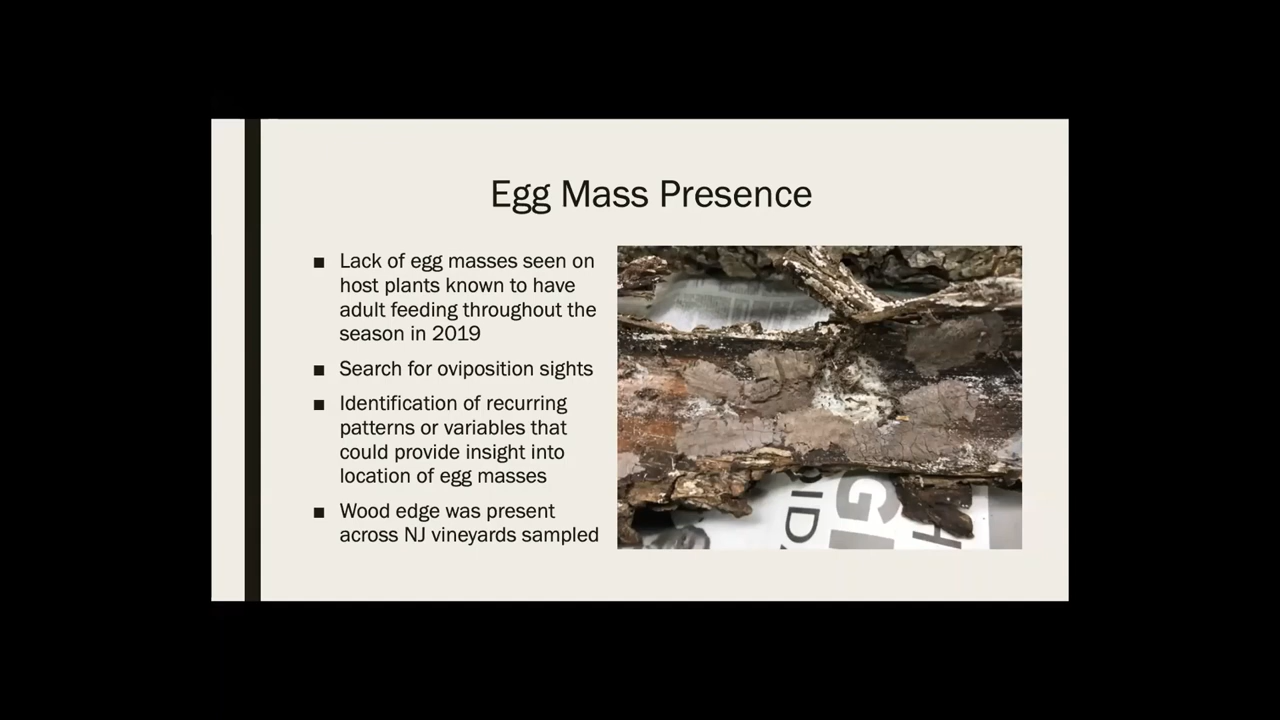 Egg Mass Presence
■ Lack of egg masses seen on
host plants known to have
adult feeding throughout the
season in 2019
■ Search for oviposition sights
■ Identification of recurring
patterns or variables that
could provide insight into
location of egg masses
■ Wood edge was present
across NJ vineyards sampled